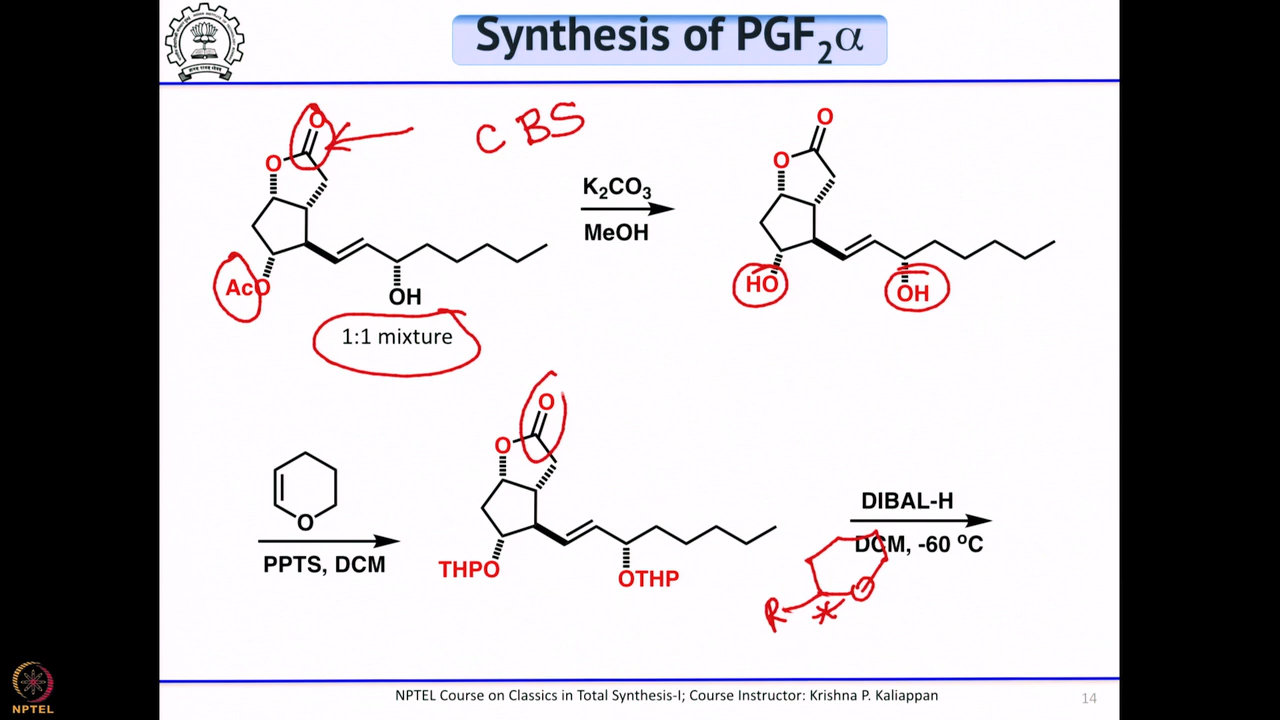 Synthesis of PGF2α
O
O
AcO
OH
1:1 mixture
CBS
K2CO3
MeOH
O
O
HO
OH
O
PPTS, DCM
O
O
THPO
OTHP
DIBAL-H
DCM, -60 °C
R
*
NPTEL
NPTEL Course on Classics in Total Synthesis-I; Course Instructor: Krishna P. Kaliappan
14